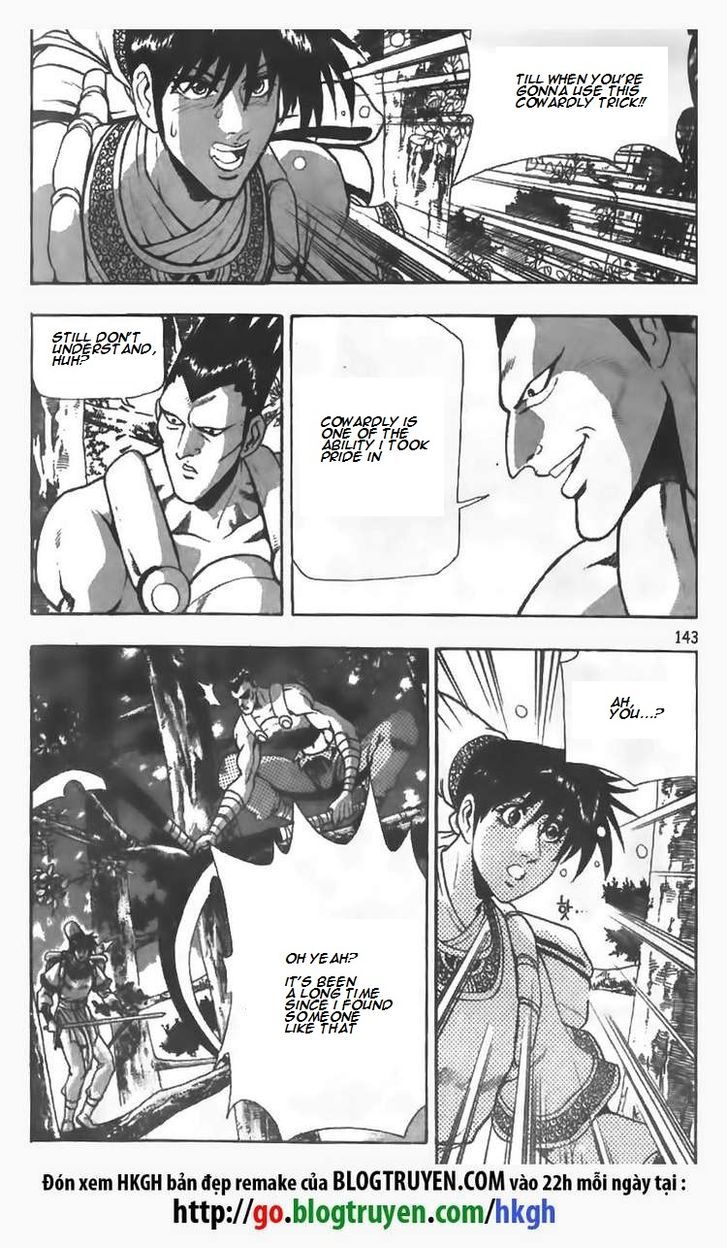 TILL WHEN YOU'RE
GONNA USE THIS
COWARDLY TRICK!!
STILL DON'T
UNDERSTAND,
HUH?
COWARDLY IS
ONE OF THE
ABILITY I TOOK
PRIDE IN
143
OH YEAH?
IT'S BEEN
A LONG TIME
SINCE I FOUND
SOMEONE
LIKE THAT
AH,
YOU...?
Đón xem HKGH bản đẹp remake của BLOGTRUYEN.COM vào 22h mỗi ngày tại :
http://go.blogtruyen.com/hkgh